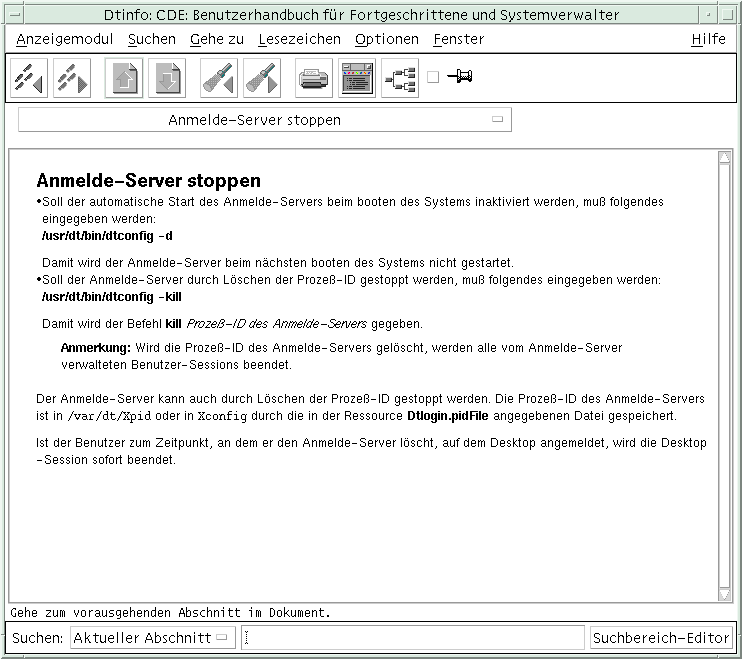 Dtinfo: CDE: Benutzerhandbuch für Fortgeschrittene und Systemverwalter
Anzeigemodul Suchen Gehe zu Lesezeichen Optionen Fenster Hilfe
Anmelde-Server stoppen
Anmelde-Server stoppen
•Soll der automatische Start des Anmelde-Servers beim booten des Systems inaktiviert werden, muß folgendes
eingegeben werden:
/usr/dt/bin/dtconfig -d
Damit wird der Anmelde-Server beim nächsten booten des Systems nicht gestartet.
•Soll der Anmelde-Server durch Löschen der Prozeß-ID gestoppt werden, muß folgendes eingegeben werden:
/usr/dt/bin/dtconfig -kill
Damit wird der Befehl kill Prozeß-ID des Anmelde-Servers gegeben.
Anmerkung: Wird die Prozeß-ID des Anmelde-Servers gelöscht, werden alle vom Anmelde-Server
verwalteten Benutzer-Sessions beendet.
Der Anmelde-Server kann auch durch Löschen der Prozeß-ID gestoppt werden. Die Prozeß-ID des Anmelde-Servers
ist in /var/dt/Xpid oder in Xconfig durch die in der Ressource Dtlogin.pidFile angegebenen Datei gespeichert.
Ist der Benutzer zum Zeitpunkt, an dem er den Anmelde-Server löscht, auf dem Desktop angemeldet, wird die Desktop
-Session sofort beendet.
Gehe zum vorausgehenden Abschnitt im Dokument.
Suchen: Aktueller Abschnitt Suchbereich-Editor